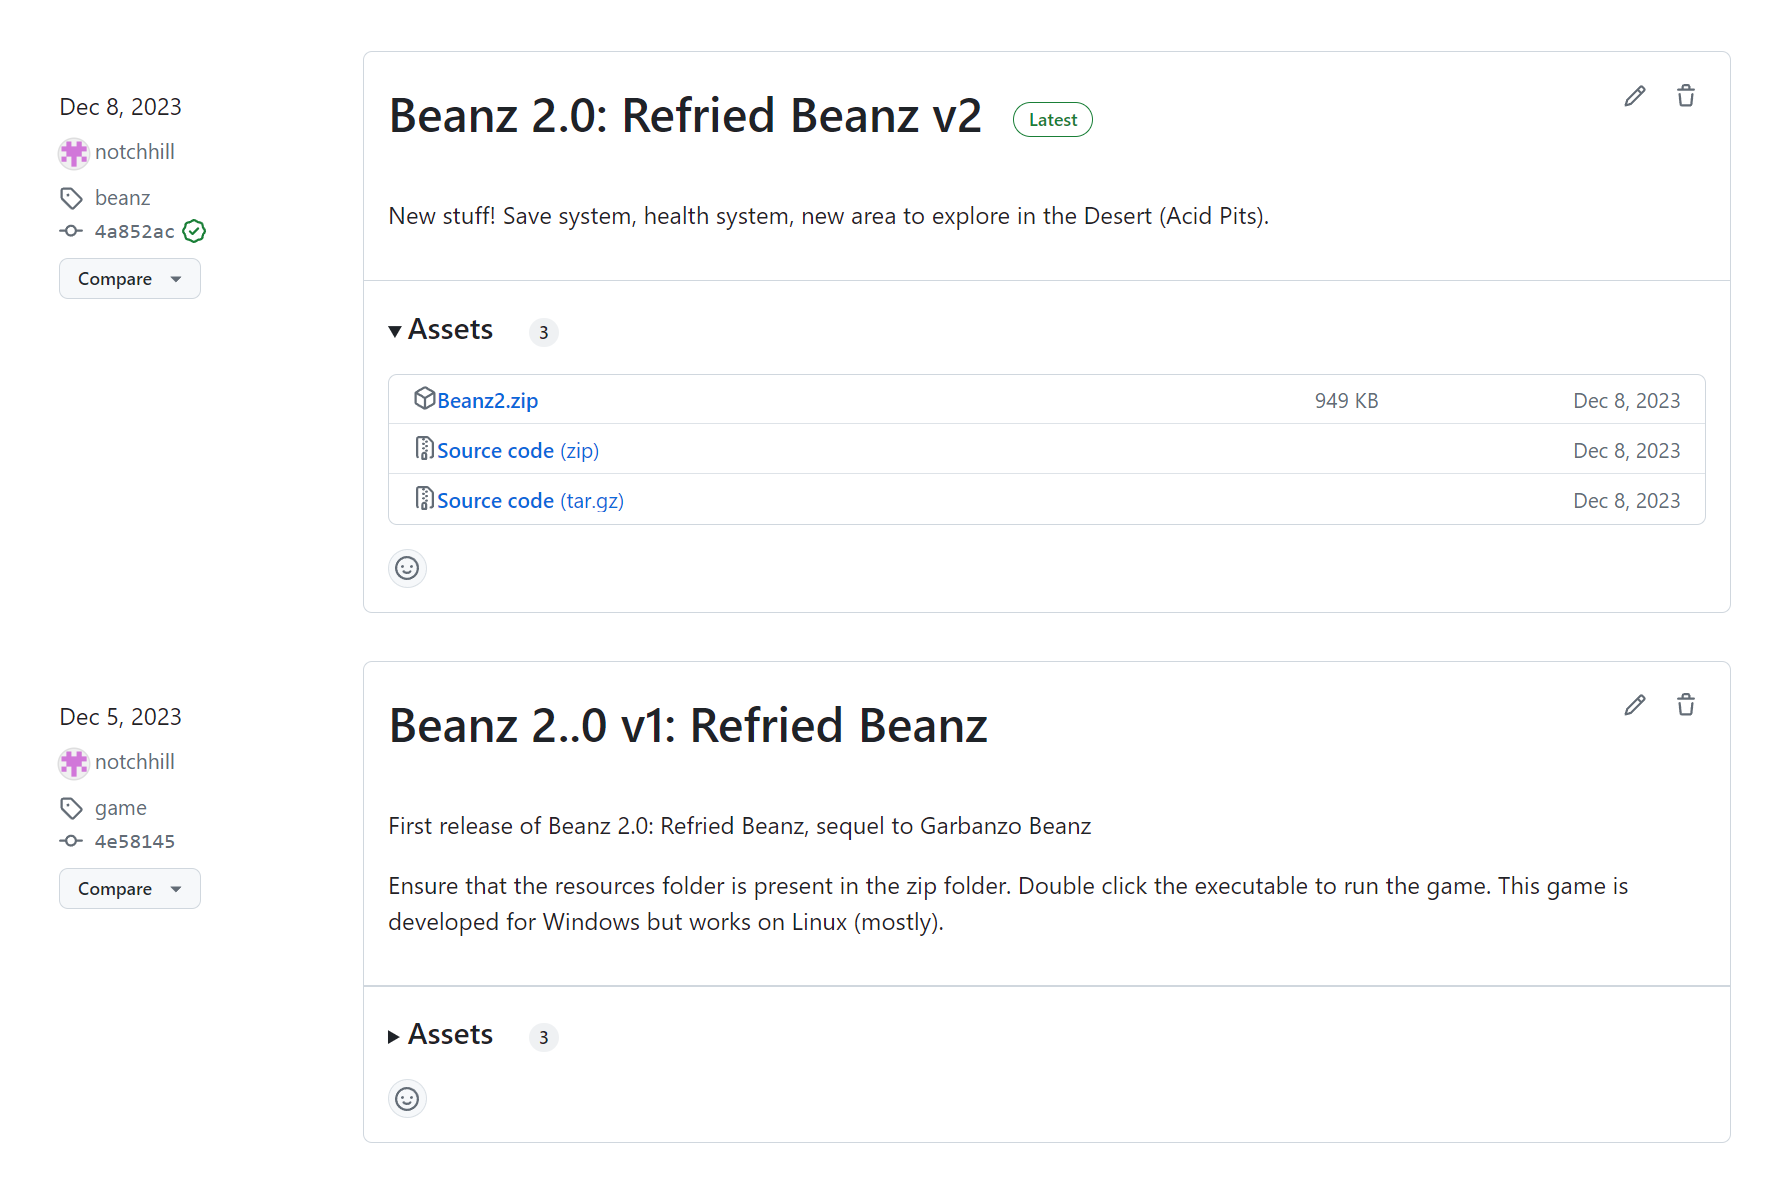 Dec 8, 2023
notchhill
beanz
4a852ac
Compare
Beanz 2.0: Refried Beanz v2 Latest
New stuff! Save system, health system, new area to explore in the Desert (Acid Pits).
Assets 3
Beanz2.zip 949 KB Dec 8, 2023
Source code (zip) Dec 8, 2023
Source code (tar.gz) Dec 8, 2023
Dec 5, 2023
notchhill
game
4e58145
Compare
Beanz 2..0 v1: Refried Beanz
First release of Beanz 2.0: Refried Beanz, sequel to Garbanzo Beanz
Ensure that the resources folder is present in the zip folder. Double click the executable to run the game. This game is
developed for Windows but works on Linux (mostly).
Assets 3